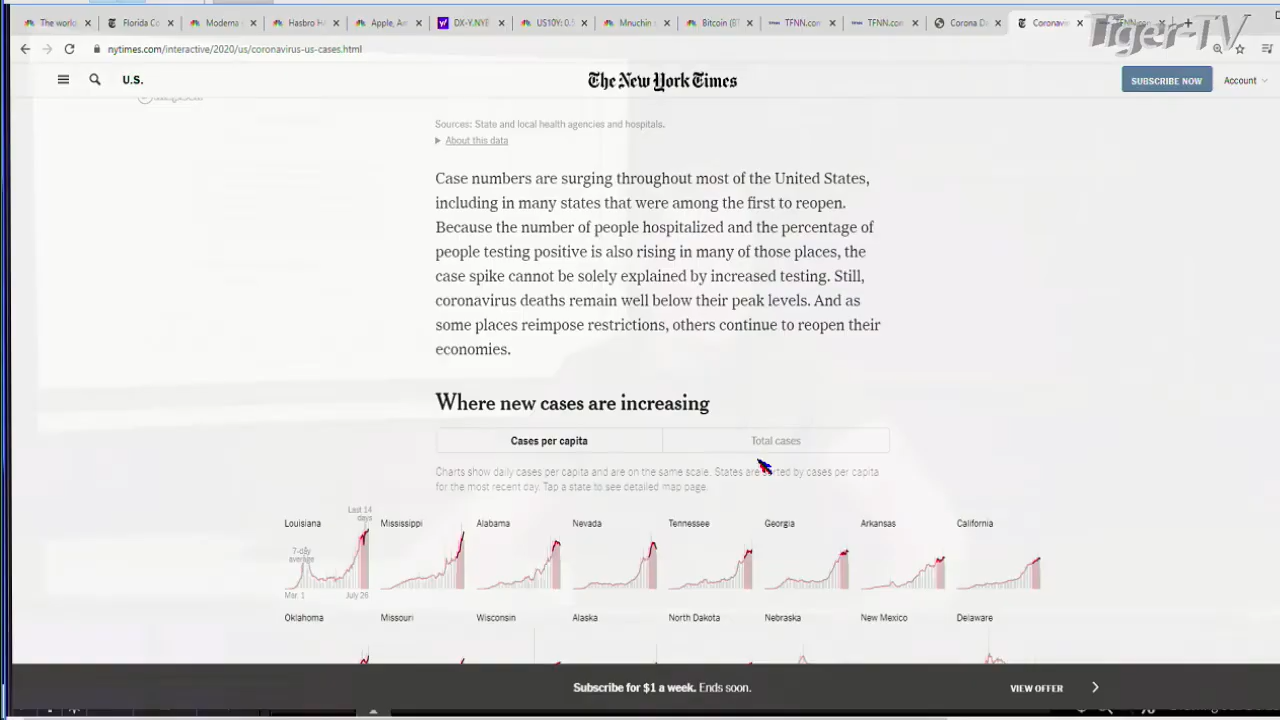 The world
Florida Co
Moderna s
Hasbro H
Apple, Am
DX-Y.NYB
US10Y: 0.5
Mnuchin s
Bitcoin (BT
TFNN.com
TFNN.com
Corona D
Coronavi
Tiger-TV
nytimes.com/interactive/2020/us/coronavirus-us-cases.html
U.S.
The New York Times
SUBSCRIBE NOW
Account
Sources: State and local health agencies and hospitals.
About this data
Case numbers are surging throughout most of the United States,
including in many states that were among the first to reopen.
Because the number of people hospitalized and the percentage of
people testing positive is also rising in many of those places, the
case spike cannot be solely explained by increased testing. Still,
coronavirus deaths remain well below their peak levels. And as
some places reimpose restrictions, others continue to reopen their
economies.
Where new cases are increasing
Cases per capita
Total cases
Charts show daily cases per capita and are on the same scale. States are sorted by cases per capita
for the most recent day. Tap a state to see detailed map page.
Louisiana
Last 14
days
Mississippi
Alabama
Nevada
Tennessee
Georgia
Arkansas
California
7-day
average
Mar. 1
July 26
Oklahoma
Missouri
Wisconsin
Alaska
North Dakota
Nebraska
New Mexico
Delaware
Subscribe for $1 a week. Ends soon.
VIEW OFFER